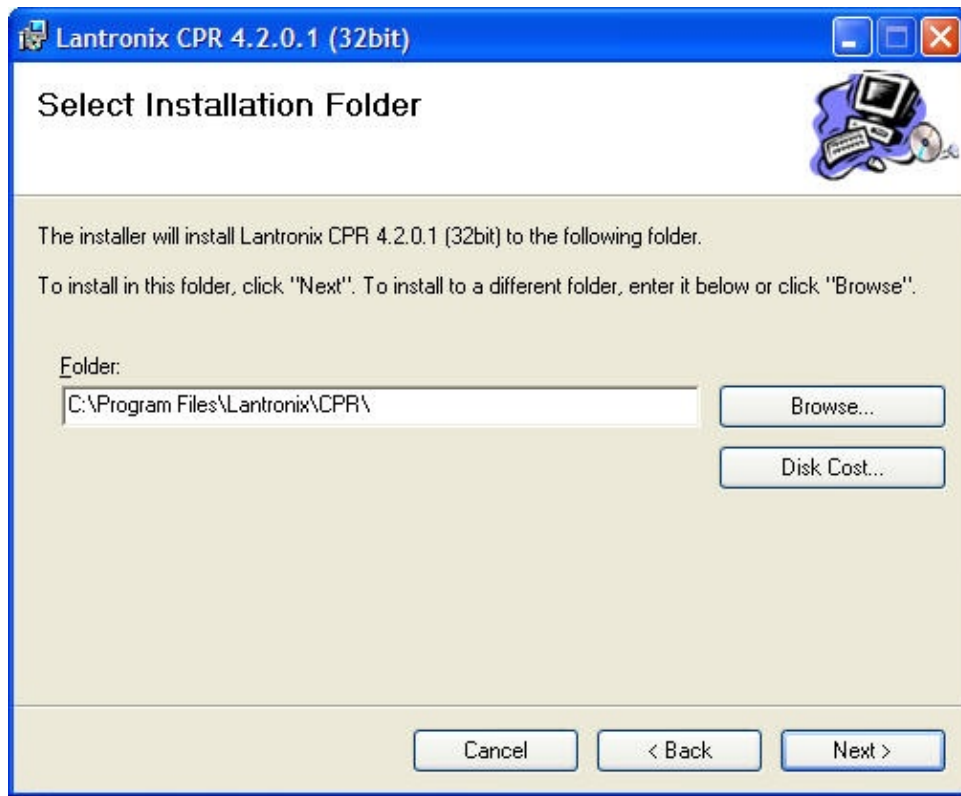 Lantronix CPR 4.2.0.1 (32bit)
Select Installation Folder
The installer will install Lantronix CPR 4.2.0.1 (32bit) to the following folder.
To install in this folder, click "Next". To install to a different folder, enter it below or click "Browse".
Folder:
C:\Program Files\Lantronix\CPR\
Browse...
Disk Cost...
Cancel
< Back
Next >